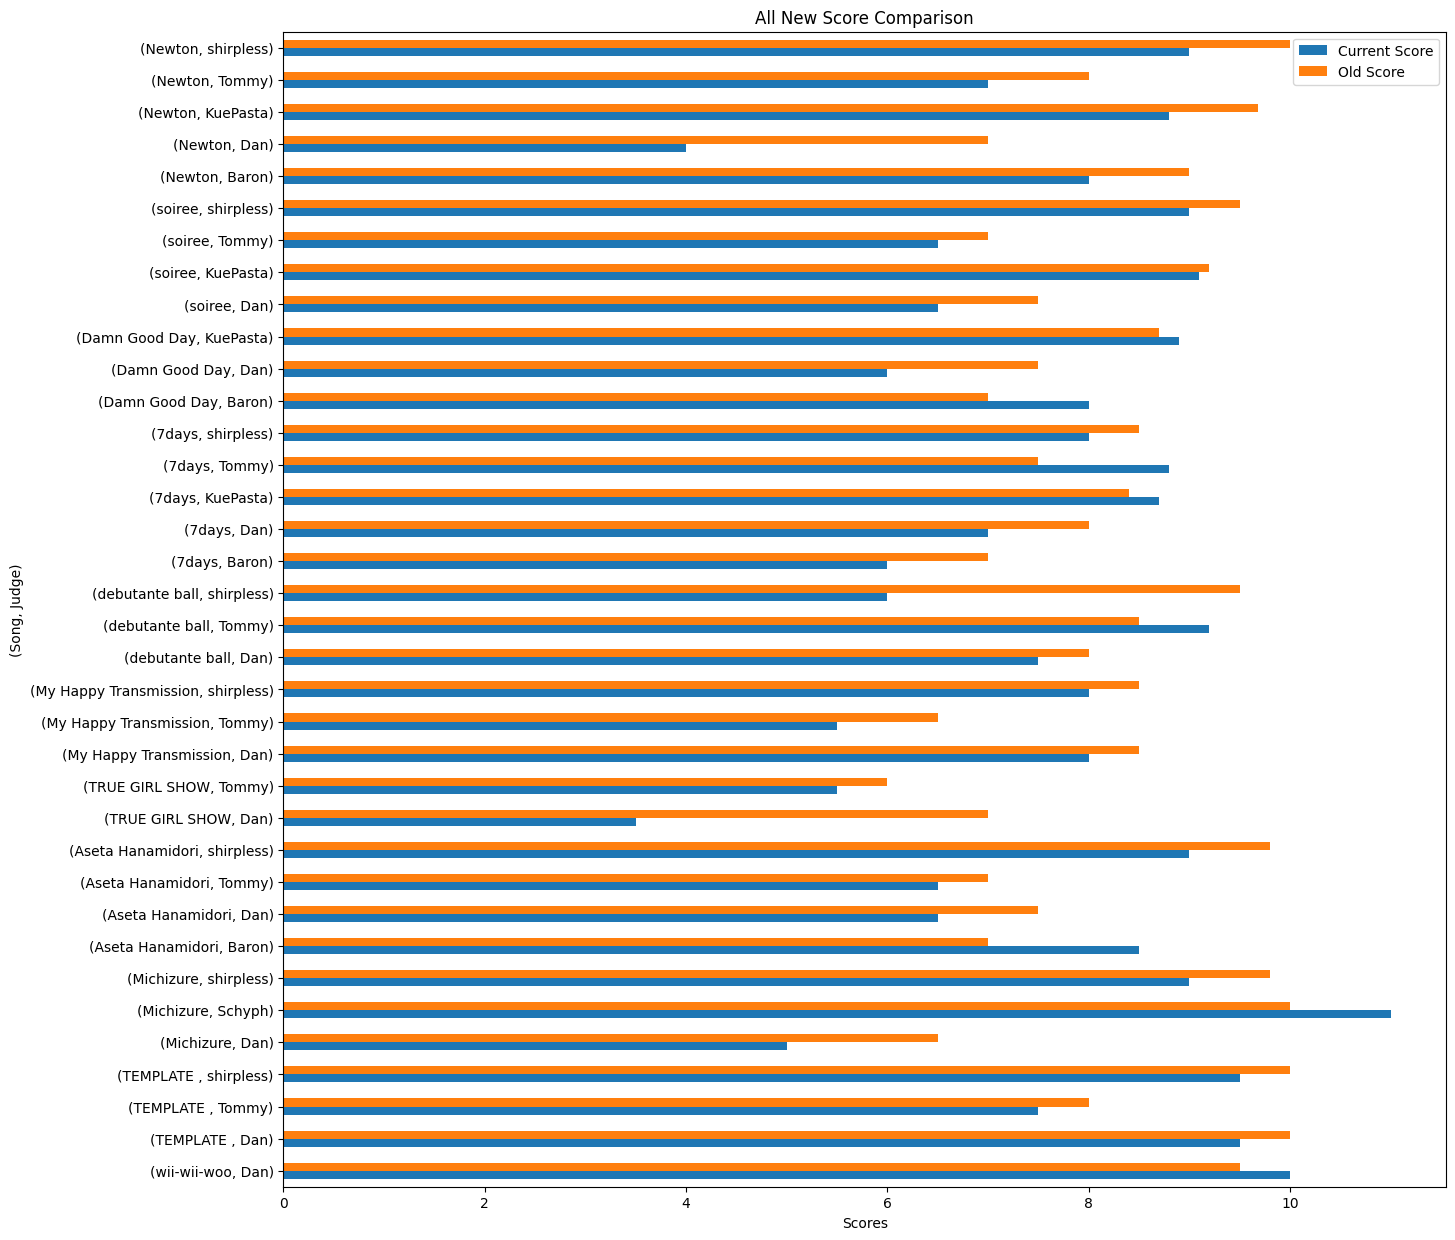 All New Score Comparison
Current Score
Old Score
(Newton, shirpless)
(Newton, Tommy)
(Newton, KuePasta)
(Newton, Dan)
(Newton, Baron)
(soiree, shirpless)
(soiree, Tommy)
(soiree, KuePasta)
(soiree, Dan)
(Damn Good Day, KuePasta)
(Damn Good Day, Dan)
(Damn Good Day, Baron)
(7days, shirpless)
(7days, Tommy)
(7days, KuePasta)
(7days, Dan)
(7days, Baron)
(debutante ball, shirpless)
(debutante ball, Tommy)
(debutante ball, Dan)
(My Happy Transmission, shirpless)
(My Happy Transmission, Tommy)
(My Happy Transmission, Dan)
(TRUE GIRL SHOW, Tommy)
(TRUE GIRL SHOW, Dan)
(Aseta Hanamidori, shirpless)
(Aseta Hanamidori, Tommy)
(Aseta Hanamidori, Dan)
(Aseta Hanamidori, Baron)
(Michizure, shirpless)
(Michizure, Schyph)
(Michizure, Dan)
(TEMPLATE , shirpless)
(TEMPLATE , Tommy)
(TEMPLATE , Dan)
(wii-wii-woo, Dan)
(Song, Judge)
0 2 4 6 8 10
Scores